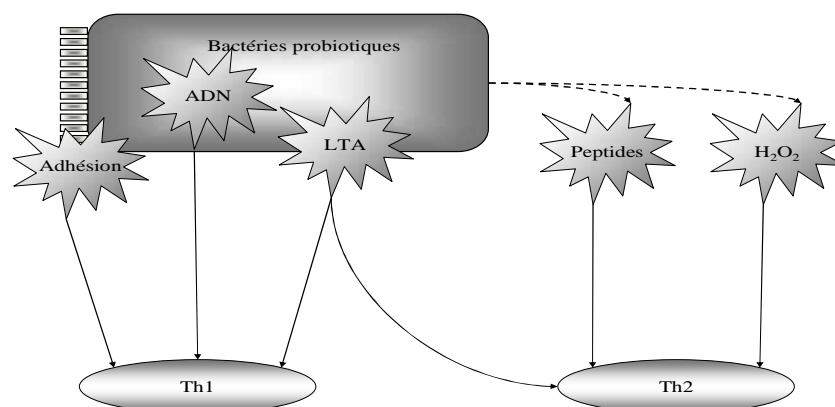 Bactéries probiotiques
ADN
LTA
Adhésion
Peptides
H₂O₂
Th1
Th2